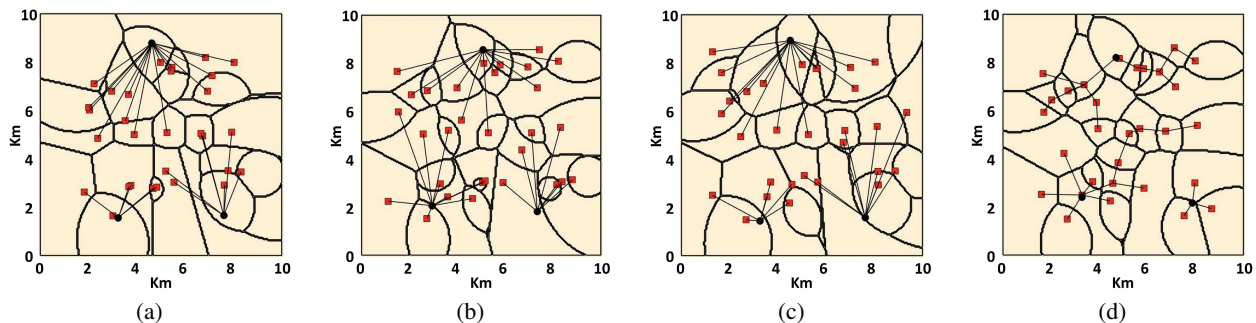 10 10 10 10
8 8 8 8
6 6 6 6
Km Km Km Km
4 4 4 4
2 2 2 2
0 0 0 0
0 2 4 6 8 10 0 2 4 6 8 10 0 2 4 6 8 10 0 2 4 6 8 10
Km Km Km Km
(a) (b) (c) (d)